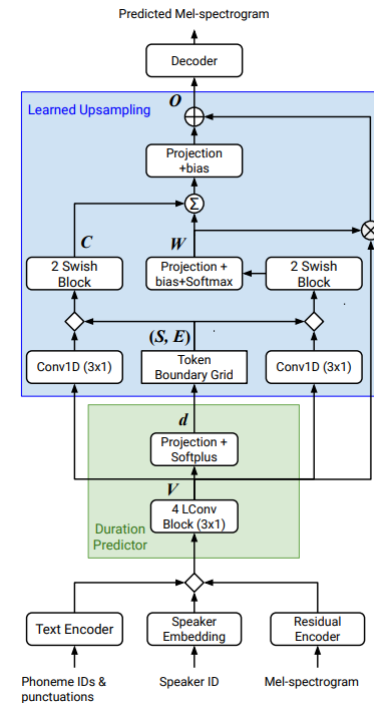 Predicted Mel-spectrogram
Decoder
Learned Upsampling
O
Projection
+bias
Σ
C
W
2 Swish
Block
Projection +
bias+Softmax
2 Swish
Block
(S, E)
Conv1D (3x1)
Token
Boundary Grid
Conv1D (3x1)
d
Projection +
Softplus
V
4 LConv
Block (3x1)
Duration
Predictor
Text Encoder
Speaker
Embedding
Residual
Encoder
Phoneme IDs &
punctuations
Speaker ID
Mel-spectrogram